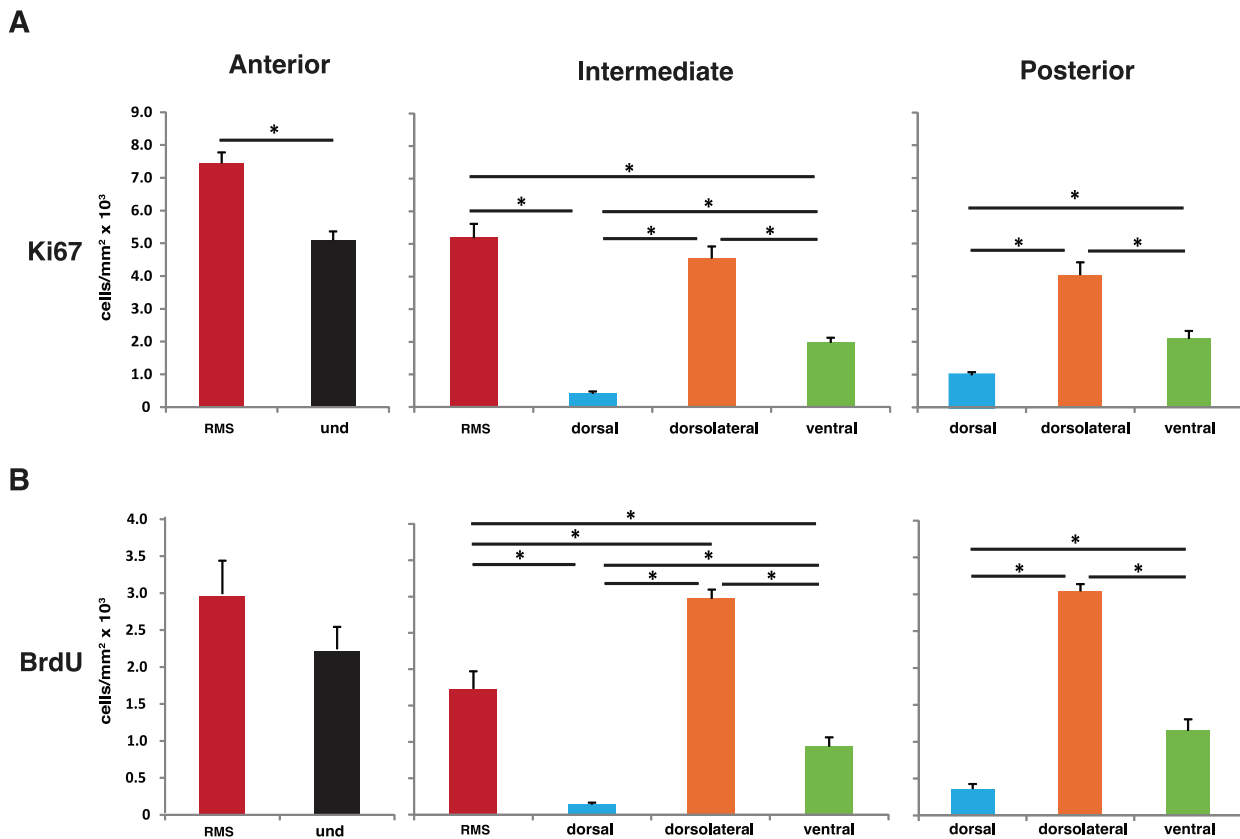 A
Anterior Intermediate Posterior
Ki67
cells/mm² x 10³
9.0
8.0
7.0
6.0
5.0
4.0
3.0
2.0
1.0
0
*
* * * * *
* * *
RMS und RMS dorsal dorsolateral ventral dorsal dorsolateral ventral
B
BrdU
cells/mm² x 10³
4.0
3.5
3.0
2.5
2.0
1.5
1.0
0.5
0
* * * * * *
* * *
RMS und RMS dorsal dorsolateral ventral dorsal dorsolateral ventral